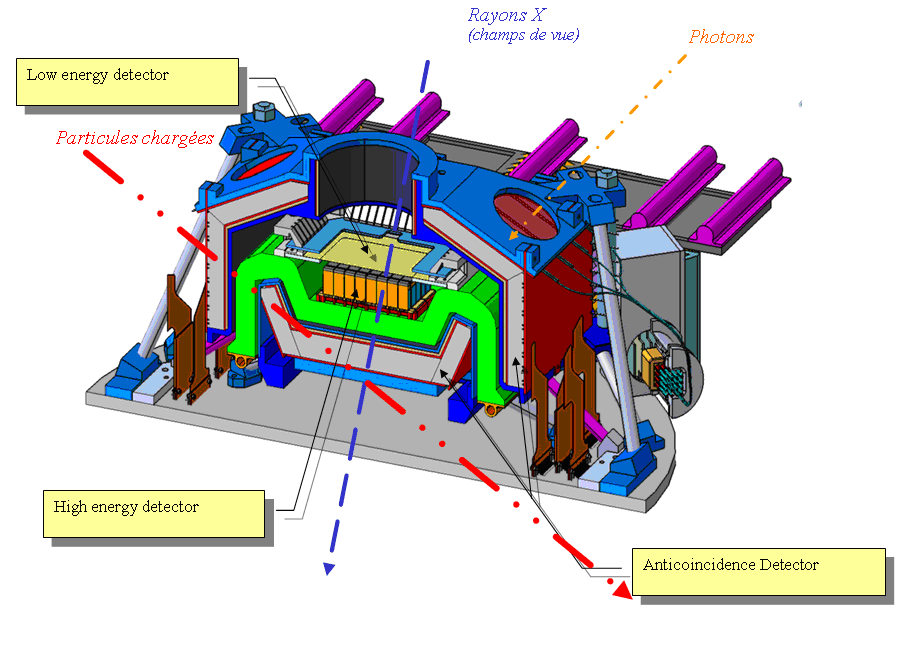 Rayons X
(champs de vue)
Photons
Low energy detector
Particules chargées
High energy detector
Anticoincidence Detector